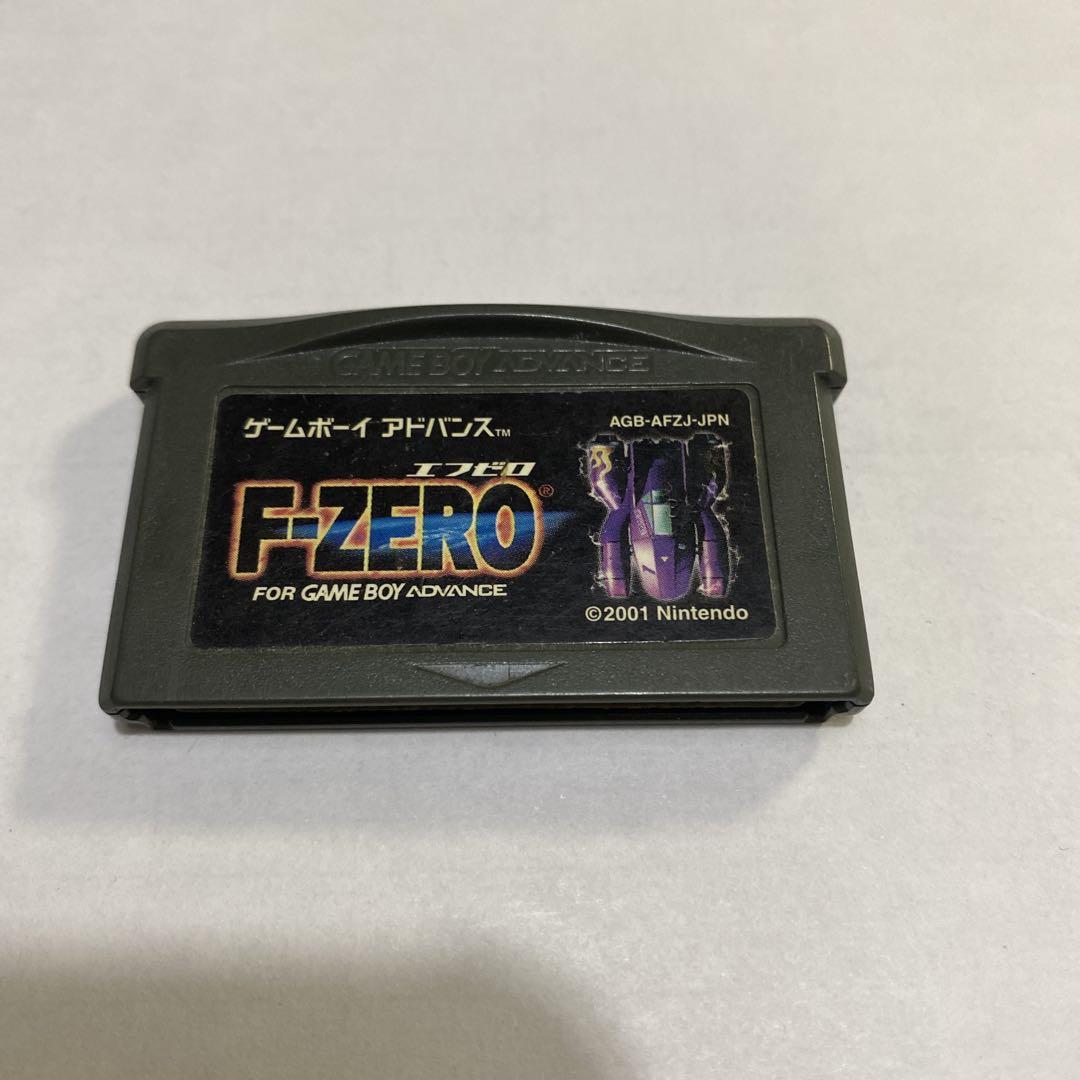 GAME BOY ADVANCE
ゲームボーイ アドバンス™
AGB-AFZJ-JPN
エフゼロ
F-ZERO®
FOR GAME BOY ADVANCE
©2001 Nintendo